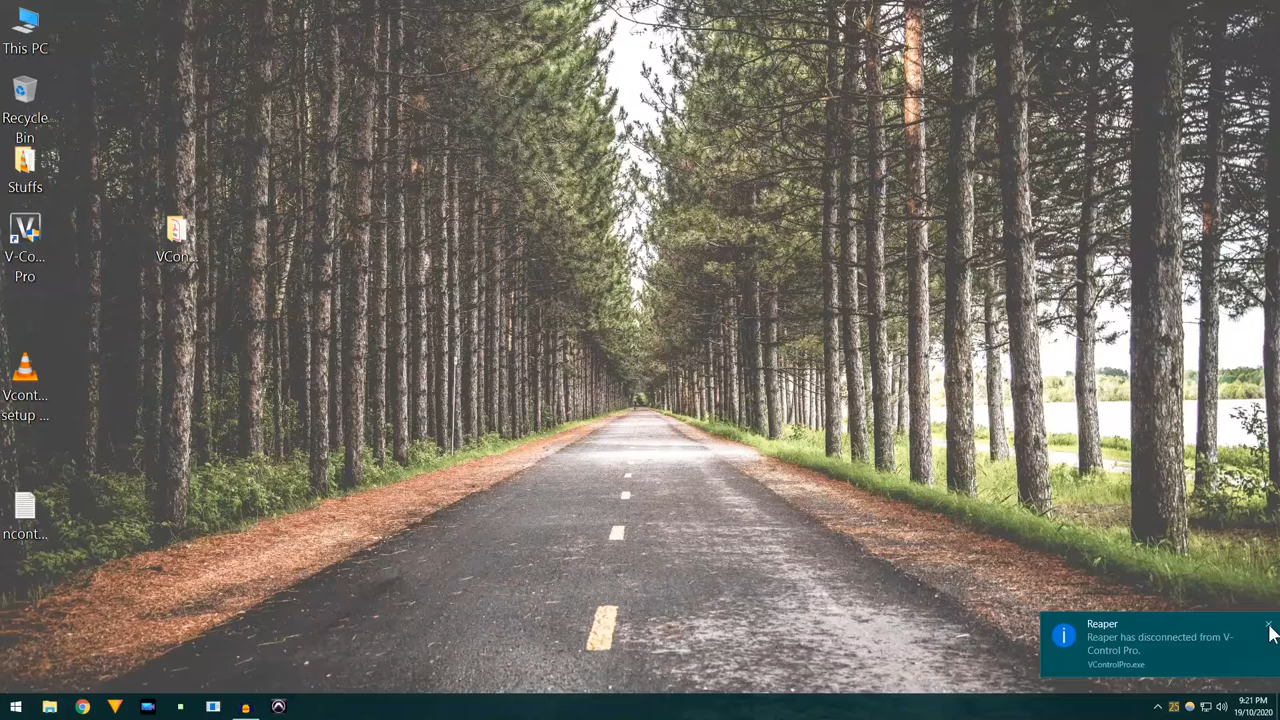 This PC
Recycle
Bin
Stuffs
V-Co...
Pro
VCon...
Vcont...
setup ...
ncont...
Reaper
Reaper has disconnected from V-
Control Pro.
VControlPro.exe
25
9:21 PM
19/10/2020